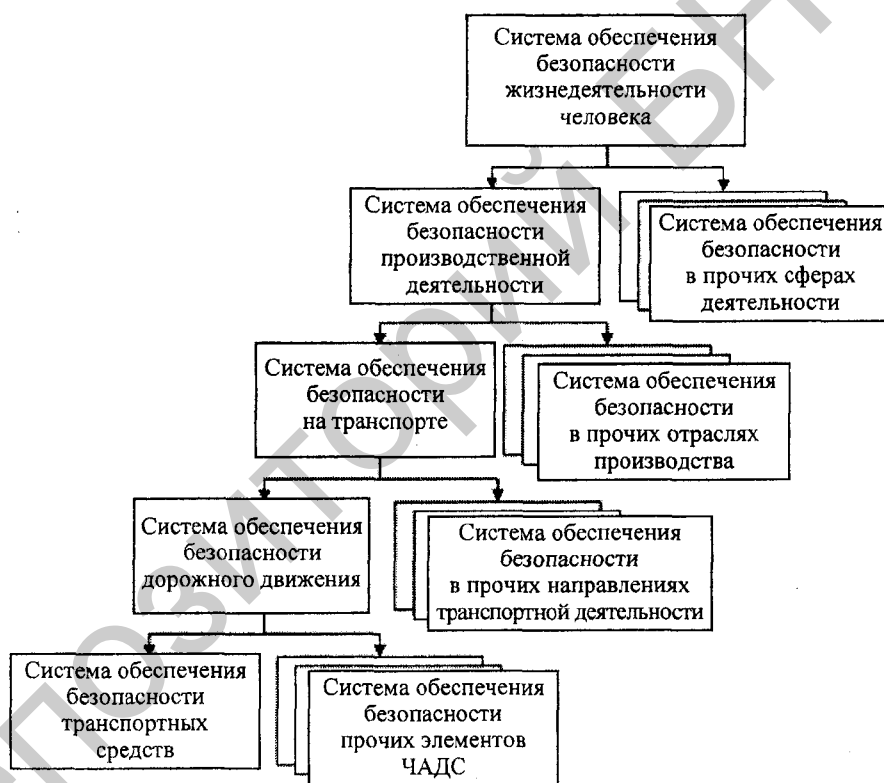 Система обеспечения
безопасности
жизнедеятельности
человека
Система обеспечения
безопасности
производственной
деятельности
Система обеспечения
безопасности
в прочих сферах
деятельности
Система обеспечения
безопасности
на транспорте
Система обеспечения
безопасности
в прочих отраслях
производства
Система обеспечения
безопасности
дорожного движения
Система обеспечения
безопасности
в прочих направлениях
транспортной деятельности
Система обеспечения
безопасности
транспортных
средств
Система обеспечения
безопасности
прочих элементов
ЧАДС
позиторий БН